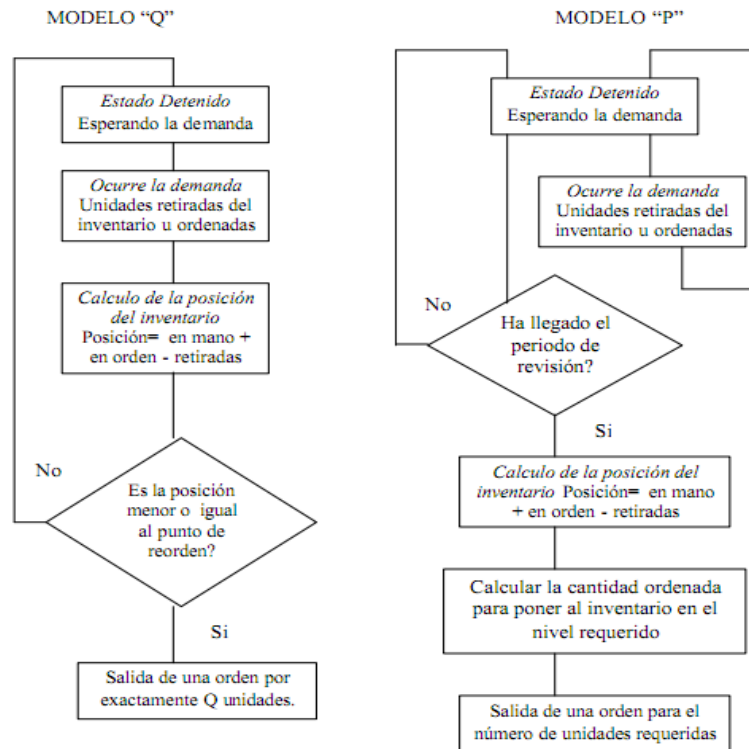 MODELO “Q”
Estado Detenido
Esperando la demanda
Ocurre la demanda
Unidades retiradas del
inventario u ordenadas
Calculo de la posición
del inventario
Posición= en mano +
en orden - retiradas
No
Es la posición
menor o igual
al punto de
reorden?
Si
Salida de una orden por
exactamente Q unidades.
MODELO “P”
Estado Detenido
Esperando la demanda
Ocurre la demanda
Unidades retiradas del
inventario u ordenadas
No
Ha llegado el
periodo de
revisión?
Si
Calculo de la posición del
inventario Posición= en mano
+ en orden - retiradas
Calcular la cantidad ordenada
para poner al inventario en el
nivel requerido
Salida de una orden para el
número de unidades requeridas